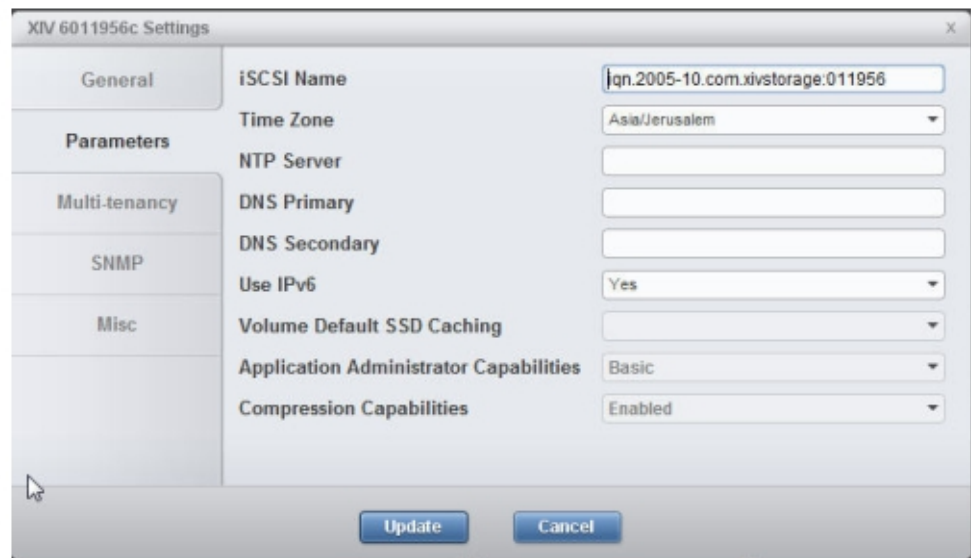 XIV 6011956c Settings
x
General
Parameters
Multi-tenancy
SNMP
Misc
iSCSI Name
iqn.2005-10.com.xivstorage:011956
Time Zone
Asia/Jerusalem
NTP Server
DNS Primary
DNS Secondary
Use IPv6
Yes
Volume Default SSD Caching
Application Administrator Capabilities
Basic
Compression Capabilities
Enabled
Update
Cancel